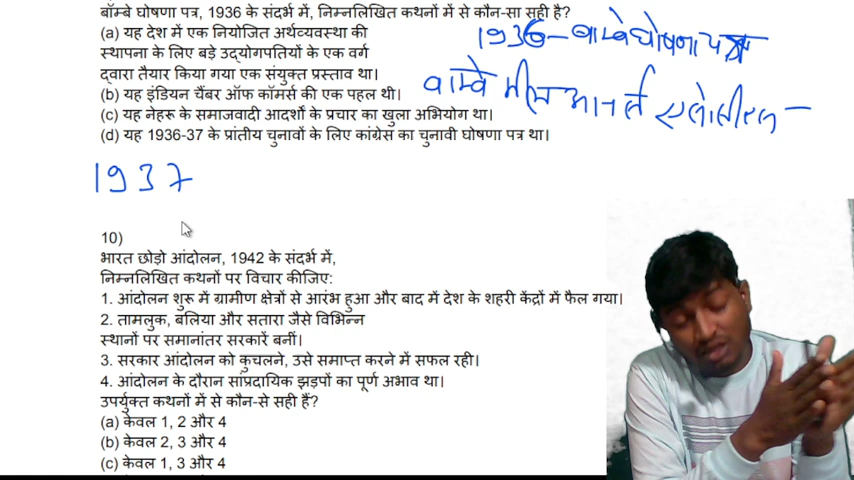 बॉम्बे घोषणा पत्र, 1936 के संदर्भ में, निम्नलिखित कथनों में से कौन-सा सही है?
(a) यह देश में एक नियोजित अर्थव्यवस्था की
स्थापना के लिए बड़े उद्योगपतियों के एक वर्ग
द्वारा तैयार किया गया एक संयुक्त प्रस्ताव था।
(b) यह इंडियन चैंबर ऑफ कॉमर्स की एक पहल थी।
(c) यह नेहरू के समाजवादी आदर्शों के प्रचार का खुला अभियोग था।
(d) यह 1936-37 के प्रांतीय चुनावों के लिए कांग्रेस का चुनावी घोषणा पत्र था।
1936 - बाम्बे घोषना पत्र
बाम्बे मील आनर्स
1937
10)
भारत छोड़ो आंदोलन, 1942 के संदर्भ में,
निम्नलिखित कथनों पर विचार कीजिए:
1. आंदोलन शुरू में ग्रामीण क्षेत्रों से आरंभ हुआ और बाद में देश के शहरी केंद्रों में फैल गया।
2. तामलुक, बलिया और सतारा जैसे विभिन्न
स्थानों पर समानांतर सरकारें बनीं।
3. सरकार आंदोलन को कुचलने, उसे समाप्त करने में सफल रही।
4. आंदोलन के दौरान सांप्रदायिक झड़पों का पूर्ण अभाव था।
उपर्युक्त कथनों में से कौन-से सही हैं?
(a) केवल 1, 2 और 4
(b) केवल 2, 3 और 4
(c) केवल 1, 3 और 4